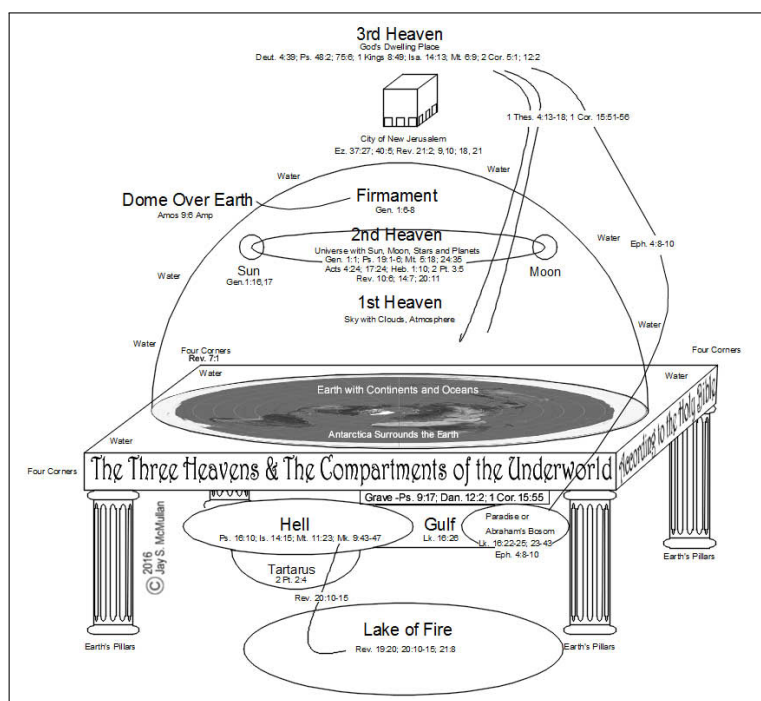 3rd Heaven
God's Dwelling Place
Deut. 4:39; Ps. 48:2; 75:6; 1 Kings 8:49; Isa. 14:13; Mt. 6:9; 2 Cor. 5:1; 12:2
1 Thes. 4:13-18; 1 Cor. 15:51-56
City of New Jerusalem
Ez. 37:27; 40:5; Rev. 21:2; 9,10; 18, 21
Water
Water
Dome Over Earth
Amos 9:6 Amp
Firmament
Gen. 1:6-8
Water
Water
Eph. 4:8-10
2nd Heaven
Universe with Sun, Moon, Stars and Planets
Gen. 1:1; Ps. 19:1-6; Mt. 5:18; 24:35
Acts 4:24; 17:24; Heb. 1:10; 2 Pt. 3:5
Rev. 10:6; 14:7; 20:11
Sun
Gen.1:16,17
Moon
Water
Water
1st Heaven
Sky with Clouds, Atmosphere
Water
Water
Four Corners
Rev. 7:1
Four Corners
Water
Water
Earth with Continents and Oceans
Antarctica Surrounds the Earth
Water
Four Corners
The Three Heavens & The Compartments of the Underworld
According to the Holy Bible
Grave -Ps. 9:17; Dan. 12:2; 1 Cor. 15:55
Hell
Ps. 16:10; Is. 14:15; Mt. 11:23; Mk. 9:43-47
Gulf
Lk. 16:26
Paradise or
Abraham's Bosom
Lk. 16:22-25; 23-43
Eph. 4:8-10
Tartarus
2 Pt. 2:4
Rev. 20:10-15
© 2016
Jay S. McMullan
Earth's Pillars
Lake of Fire
Rev. 19:20; 20:10-15; 21:8
Earth's Pillars
Earth's Pillars